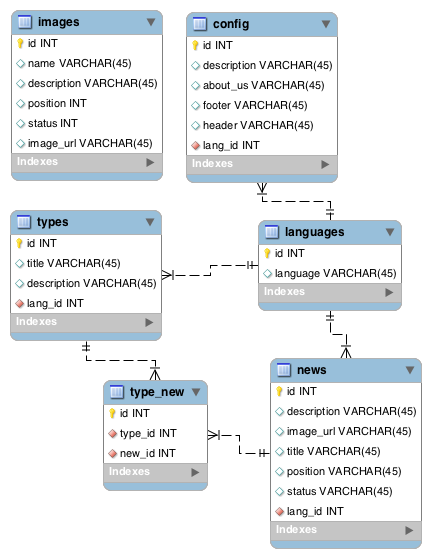 images
id INT
name VARCHAR(45)
description VARCHAR(45)
position INT
status INT
image_url VARCHAR(45)
Indexes
config
id INT
description VARCHAR(45)
about_us VARCHAR(45)
footer VARCHAR(45)
header VARCHAR(45)
lang_id INT
Indexes
types
id INT
title VARCHAR(45)
description VARCHAR(45)
lang_id INT
Indexes
languages
id INT
language VARCHAR(45)
Indexes
type_new
id INT
type_id INT
new_id INT
Indexes
news
id INT
description VARCHAR(45)
image_url VARCHAR(45)
title VARCHAR(45)
position VARCHAR(45)
status VARCHAR(45)
lang_id INT
Indexes